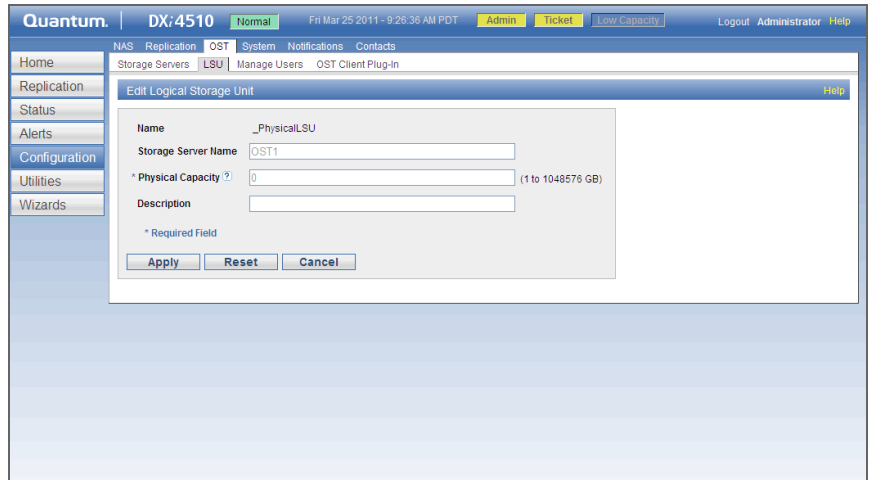 Quantum. DXi4510 Normal Fri Mar 25 2011 - 9:26:36 AM PDT Admin Ticket Low Capacity Logout Administrator Help
NAS Replication OST System Notifications Contacts
Storage Servers LSU Manage Users OST Client Plug-In
Home
Replication
Status
Alerts
Configuration
Utilities
Wizards
Edit Logical Storage Unit Help
Name _PhysicalLSU
Storage Server Name OST1
* Physical Capacity ? 0 (1 to 1048576 GB)
Description
* Required Field
Apply Reset Cancel